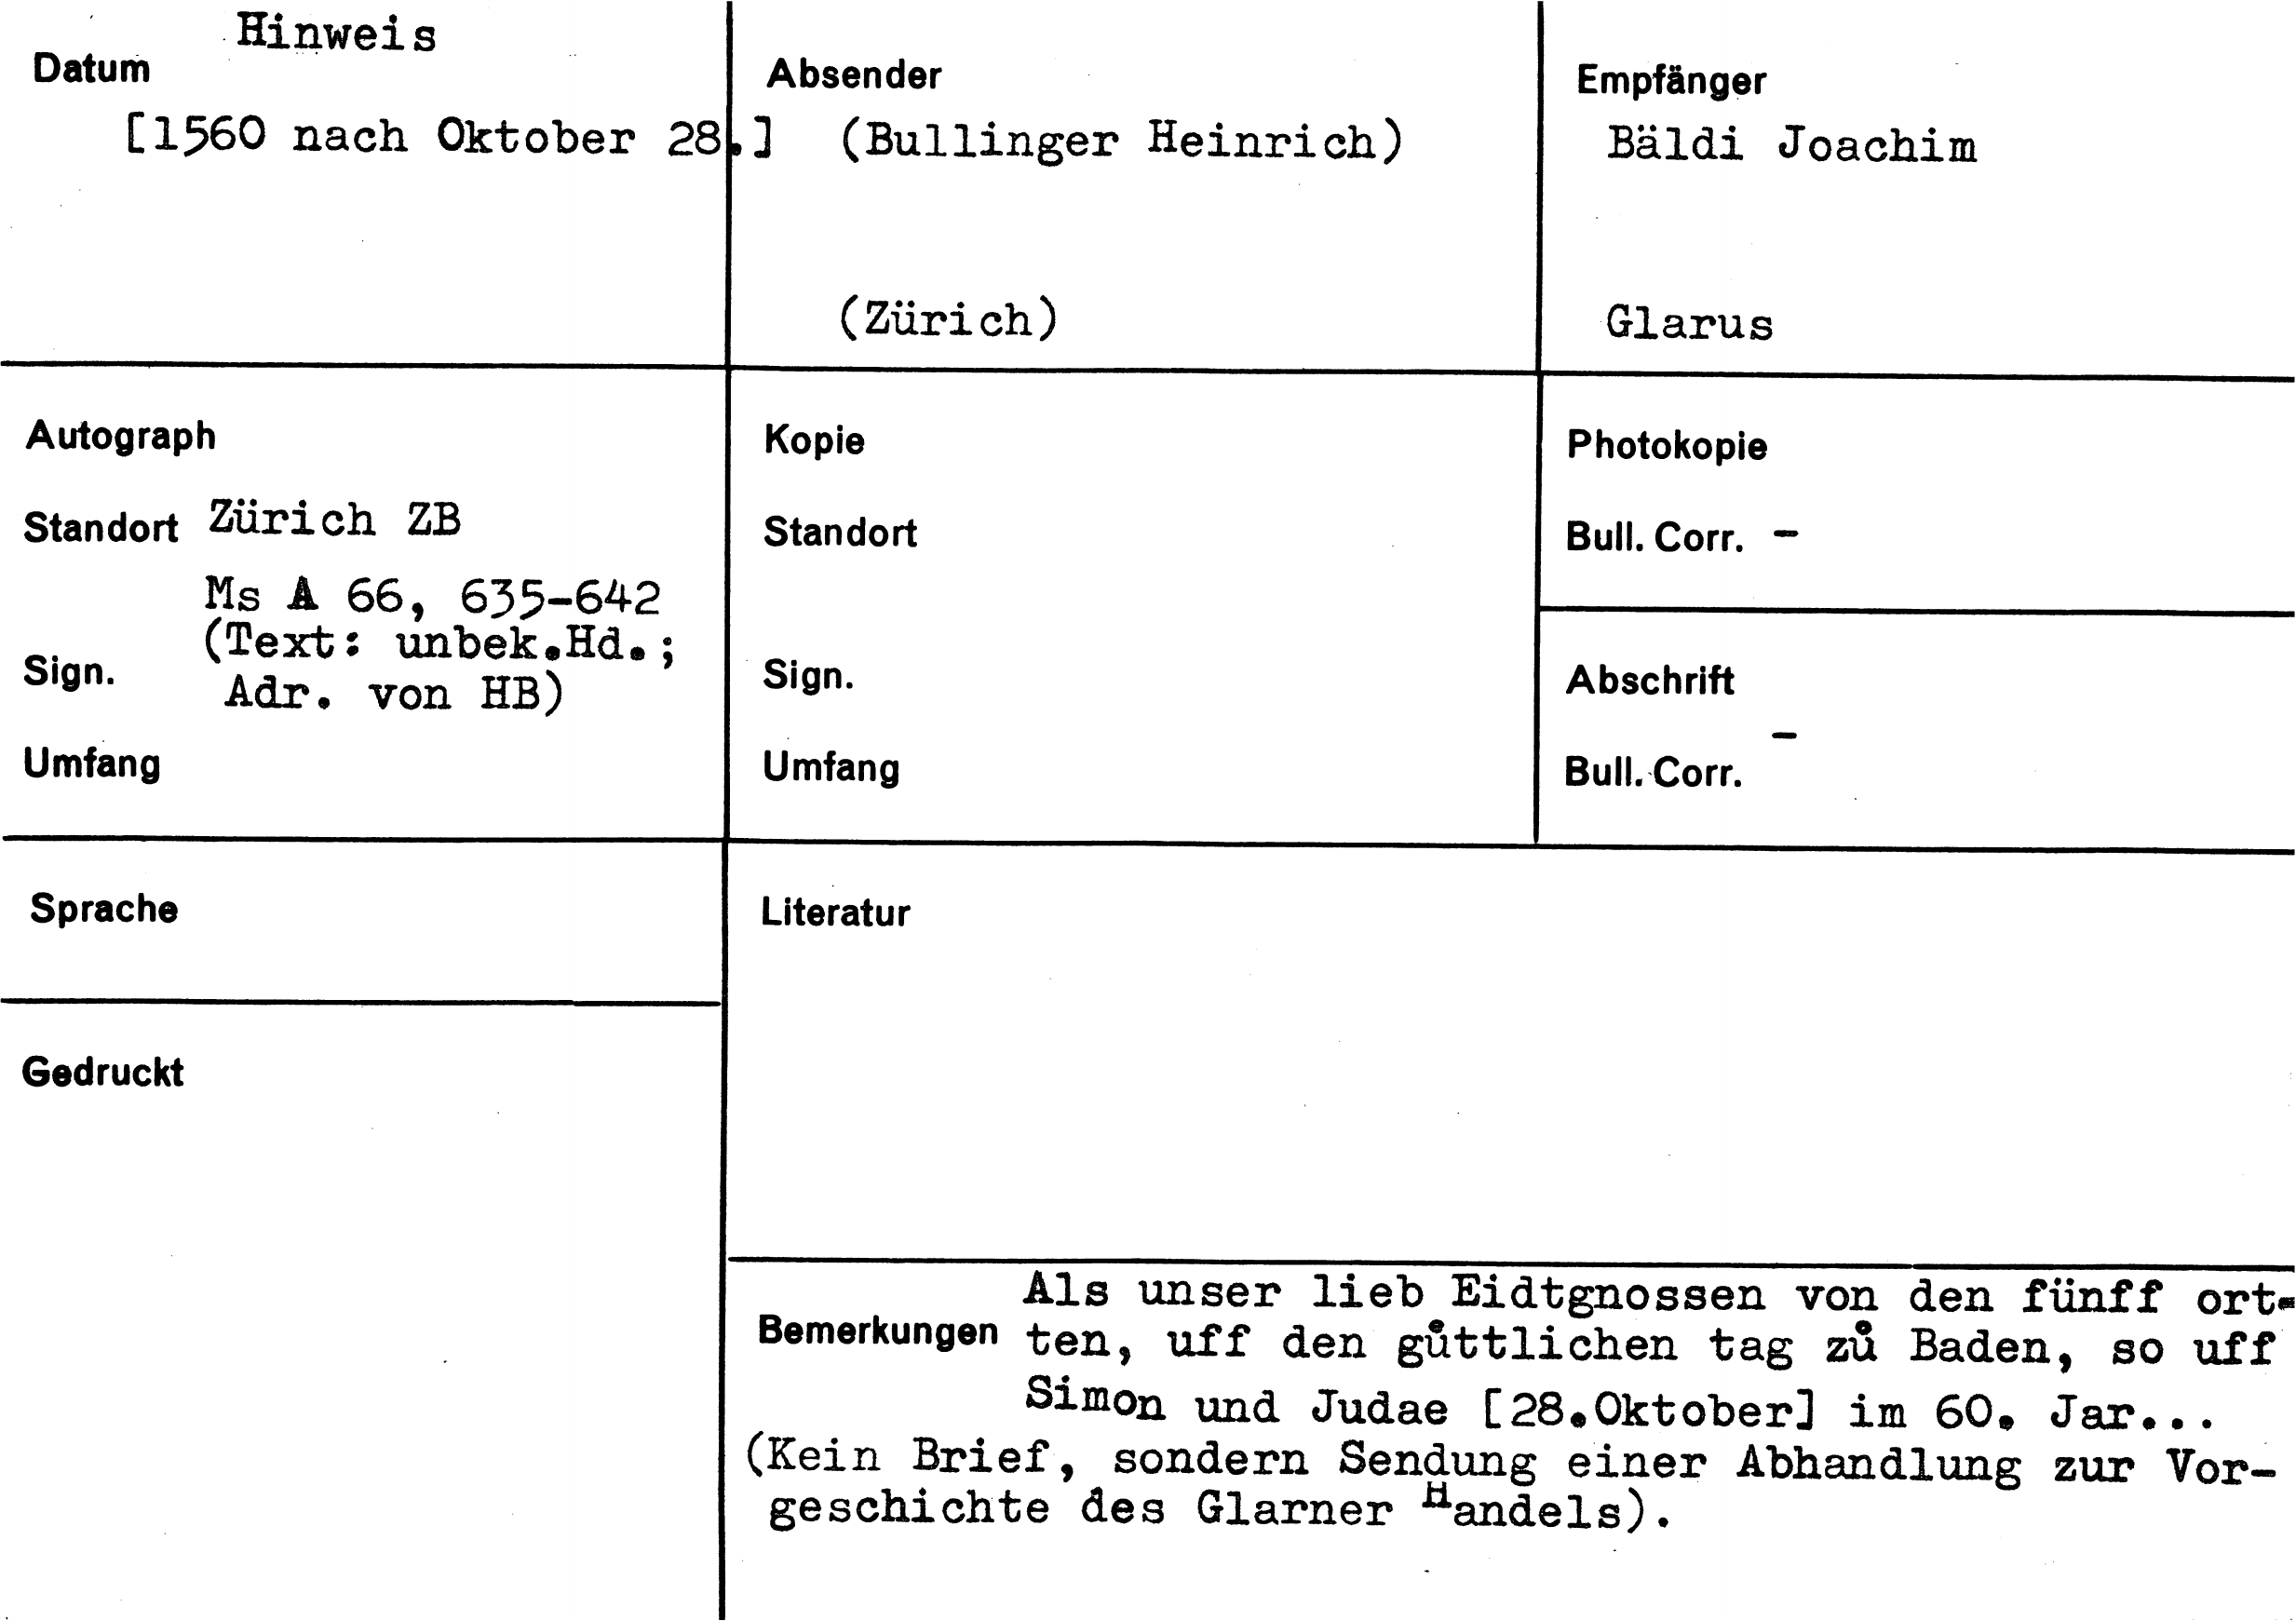 Hinweis
Datum
[1560 nach Oktober 28.]
Absender
(Bullinger Heinrich)
(Zürich)
Empfänger
Bäldi Joachim
Glarus
Autograph
Standort Zürich ZB
Ms A 66, 635-642
(Text: unbek.Hd.;
Sign. Adr. von HB)
Umfang
Kopie
Standort
Sign.
Umfang
Photokopie
Bull. Corr. -
Abschrift
-
Bull. Corr.
Sprache
Gedruckt
Literatur
Als unser lieb Eidtgnossen von den fünff ort-
Bemerkungen ten, uff den gůttlichen tag zů Baden, so uff
Simon und Judae [28.Oktober] im 60. Jar...
(Kein Brief, sondern Sendung einer Abhandlung zur Vor-
geschichte des Glarner Handels).